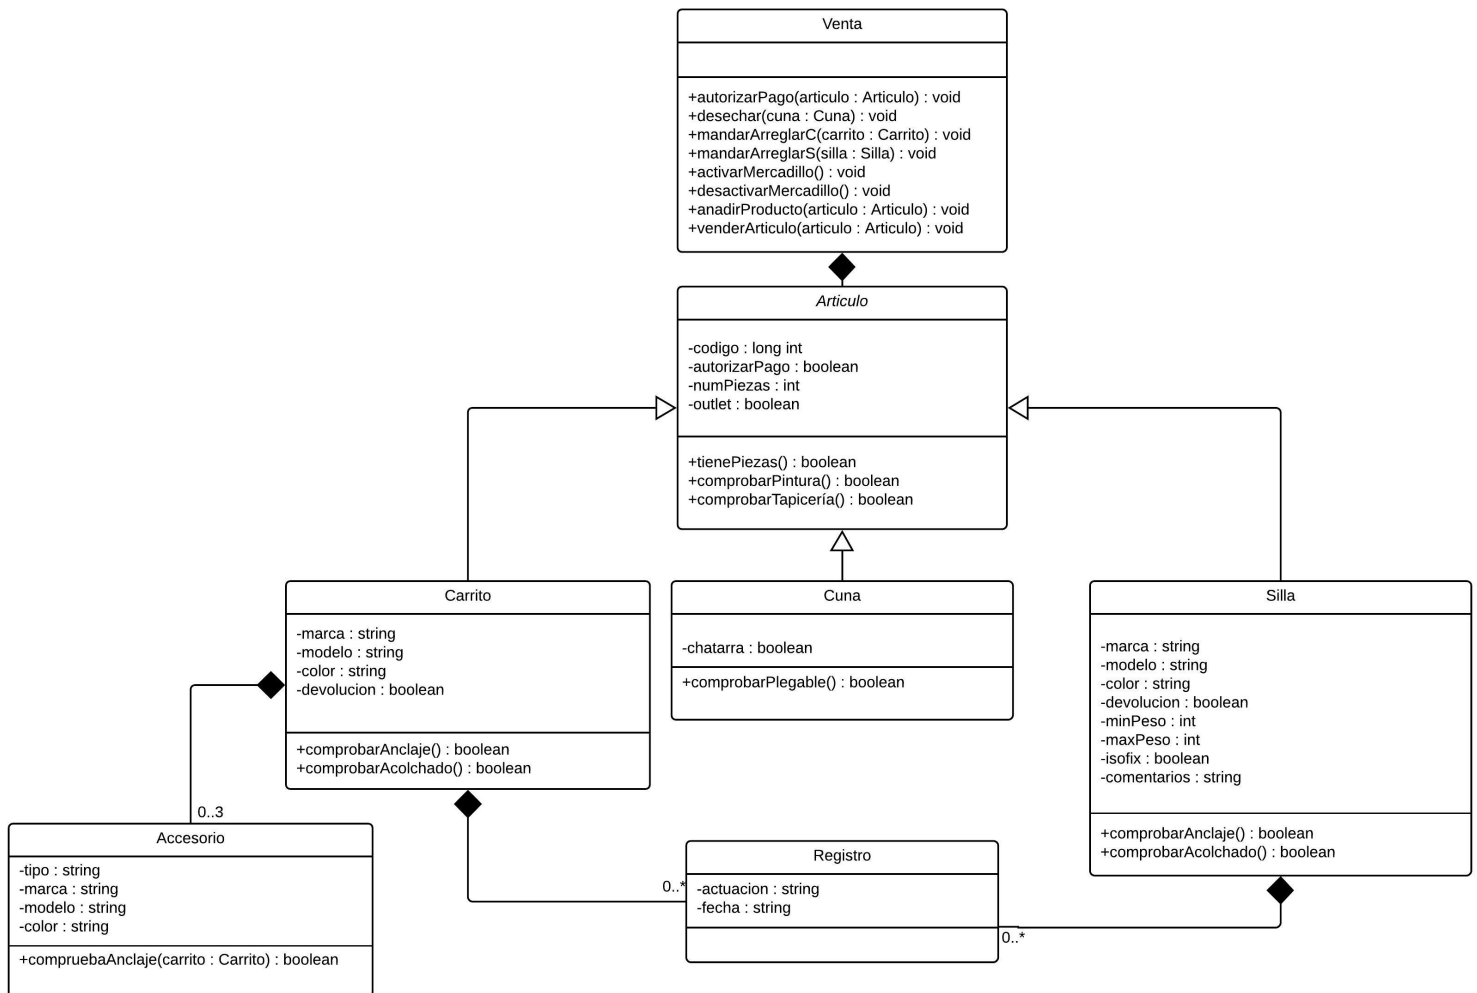 Venta
+autorizarPago(articulo : Articulo) : void
+desechar(cuna : Cuna) : void
+mandarArreglarC(carrito : Carrito) : void
+mandarArreglarS(silla : Silla) : void
+activarMercadillo() : void
+desactivarMercadillo() : void
+anadirProducto(articulo : Articulo) : void
+venderArticulo(articulo : Articulo) : void
Articulo
-codigo : long int
-autorizarPago : boolean
-numPiezas : int
-outlet : boolean
+tienePiezas() : boolean
+comprobarPintura() : boolean
+comprobarTapicería() : boolean
Carrito
-marca : string
-modelo : string
-color : string
-devolucion : boolean
+comprobarAnclaje() : boolean
+comprobarAcolchado() : boolean
Cuna
-chatarra : boolean
+comprobarPlegable() : boolean
Silla
-marca : string
-modelo : string
-color : string
-devolucion : boolean
-minPeso : int
-maxPeso : int
-isofix : boolean
-comentarios : string
+comprobarAnclaje() : boolean
+comprobarAcolchado() : boolean
0..3
Accesorio
-tipo : string
-marca : string
-modelo : string
-color : string
+compruebaAnclaje(carrito : Carrito) : boolean
0..*
Registro
-actuacion : string
-fecha : string
0..*